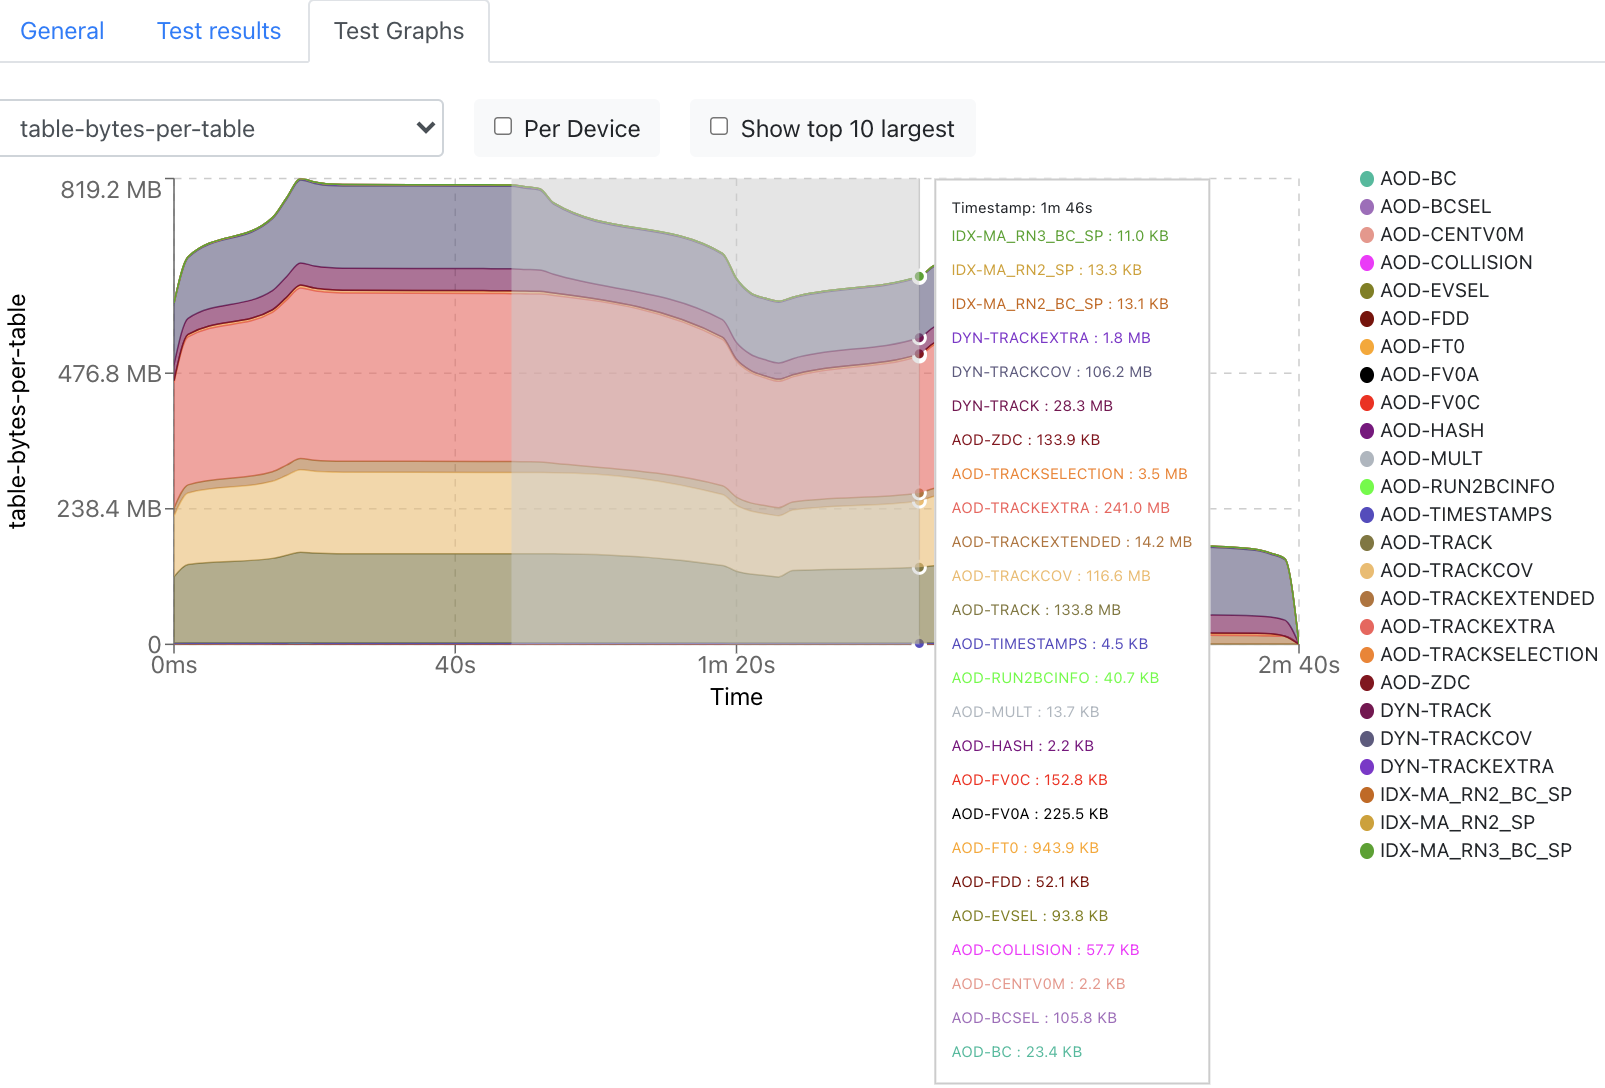 General
Test results
Test Graphs
table-bytes-per-table
Per Device
Show top 10 largest
table-bytes-per-table
819.2 MB
476.8 MB
238.4 MB
0
0ms
40s
1m 20s
2m 40s
Time
Timestamp: 1m 46s
IDX-MA_RN3_BC_SP : 11.0 KB
IDX-MA_RN2_SP : 13.3 KB
IDX-MA_RN2_BC_SP : 13.1 KB
DYN-TRACKEXTRA : 1.8 MB
DYN-TRACKCOV : 106.2 MB
DYN-TRACK : 28.3 MB
AOD-ZDC : 133.9 KB
AOD-TRACKSELECTION : 3.5 MB
AOD-TRACKEXTRA : 241.0 MB
AOD-TRACKEXTENDED : 14.2 MB
AOD-TRACKCOV : 116.6 MB
AOD-TRACK : 133.8 MB
AOD-TIMESTAMPS : 4.5 KB
AOD-RUN2BCINFO : 40.7 KB
AOD-MULT : 13.7 KB
AOD-HASH : 2.2 KB
AOD-FV0C : 152.8 KB
AOD-FV0A : 225.5 KB
AOD-FT0 : 943.9 KB
AOD-FDD : 52.1 KB
AOD-EVSEL : 93.8 KB
AOD-COLLISION : 57.7 KB
AOD-CENTV0M : 2.2 KB
AOD-BCSEL : 105.8 KB
AOD-BC : 23.4 KB
AOD-BC
AOD-BCSEL
AOD-CENTV0M
AOD-COLLISION
AOD-EVSEL
AOD-FDD
AOD-FT0
AOD-FV0A
AOD-FV0C
AOD-HASH
AOD-MULT
AOD-RUN2BCINFO
AOD-TIMESTAMPS
AOD-TRACK
AOD-TRACKCOV
AOD-TRACKEXTENDED
AOD-TRACKEXTRA
AOD-TRACKSELECTION
AOD-ZDC
DYN-TRACK
DYN-TRACKCOV
DYN-TRACKEXTRA
IDX-MA_RN2_BC_SP
IDX-MA_RN2_SP
IDX-MA_RN3_BC_SP